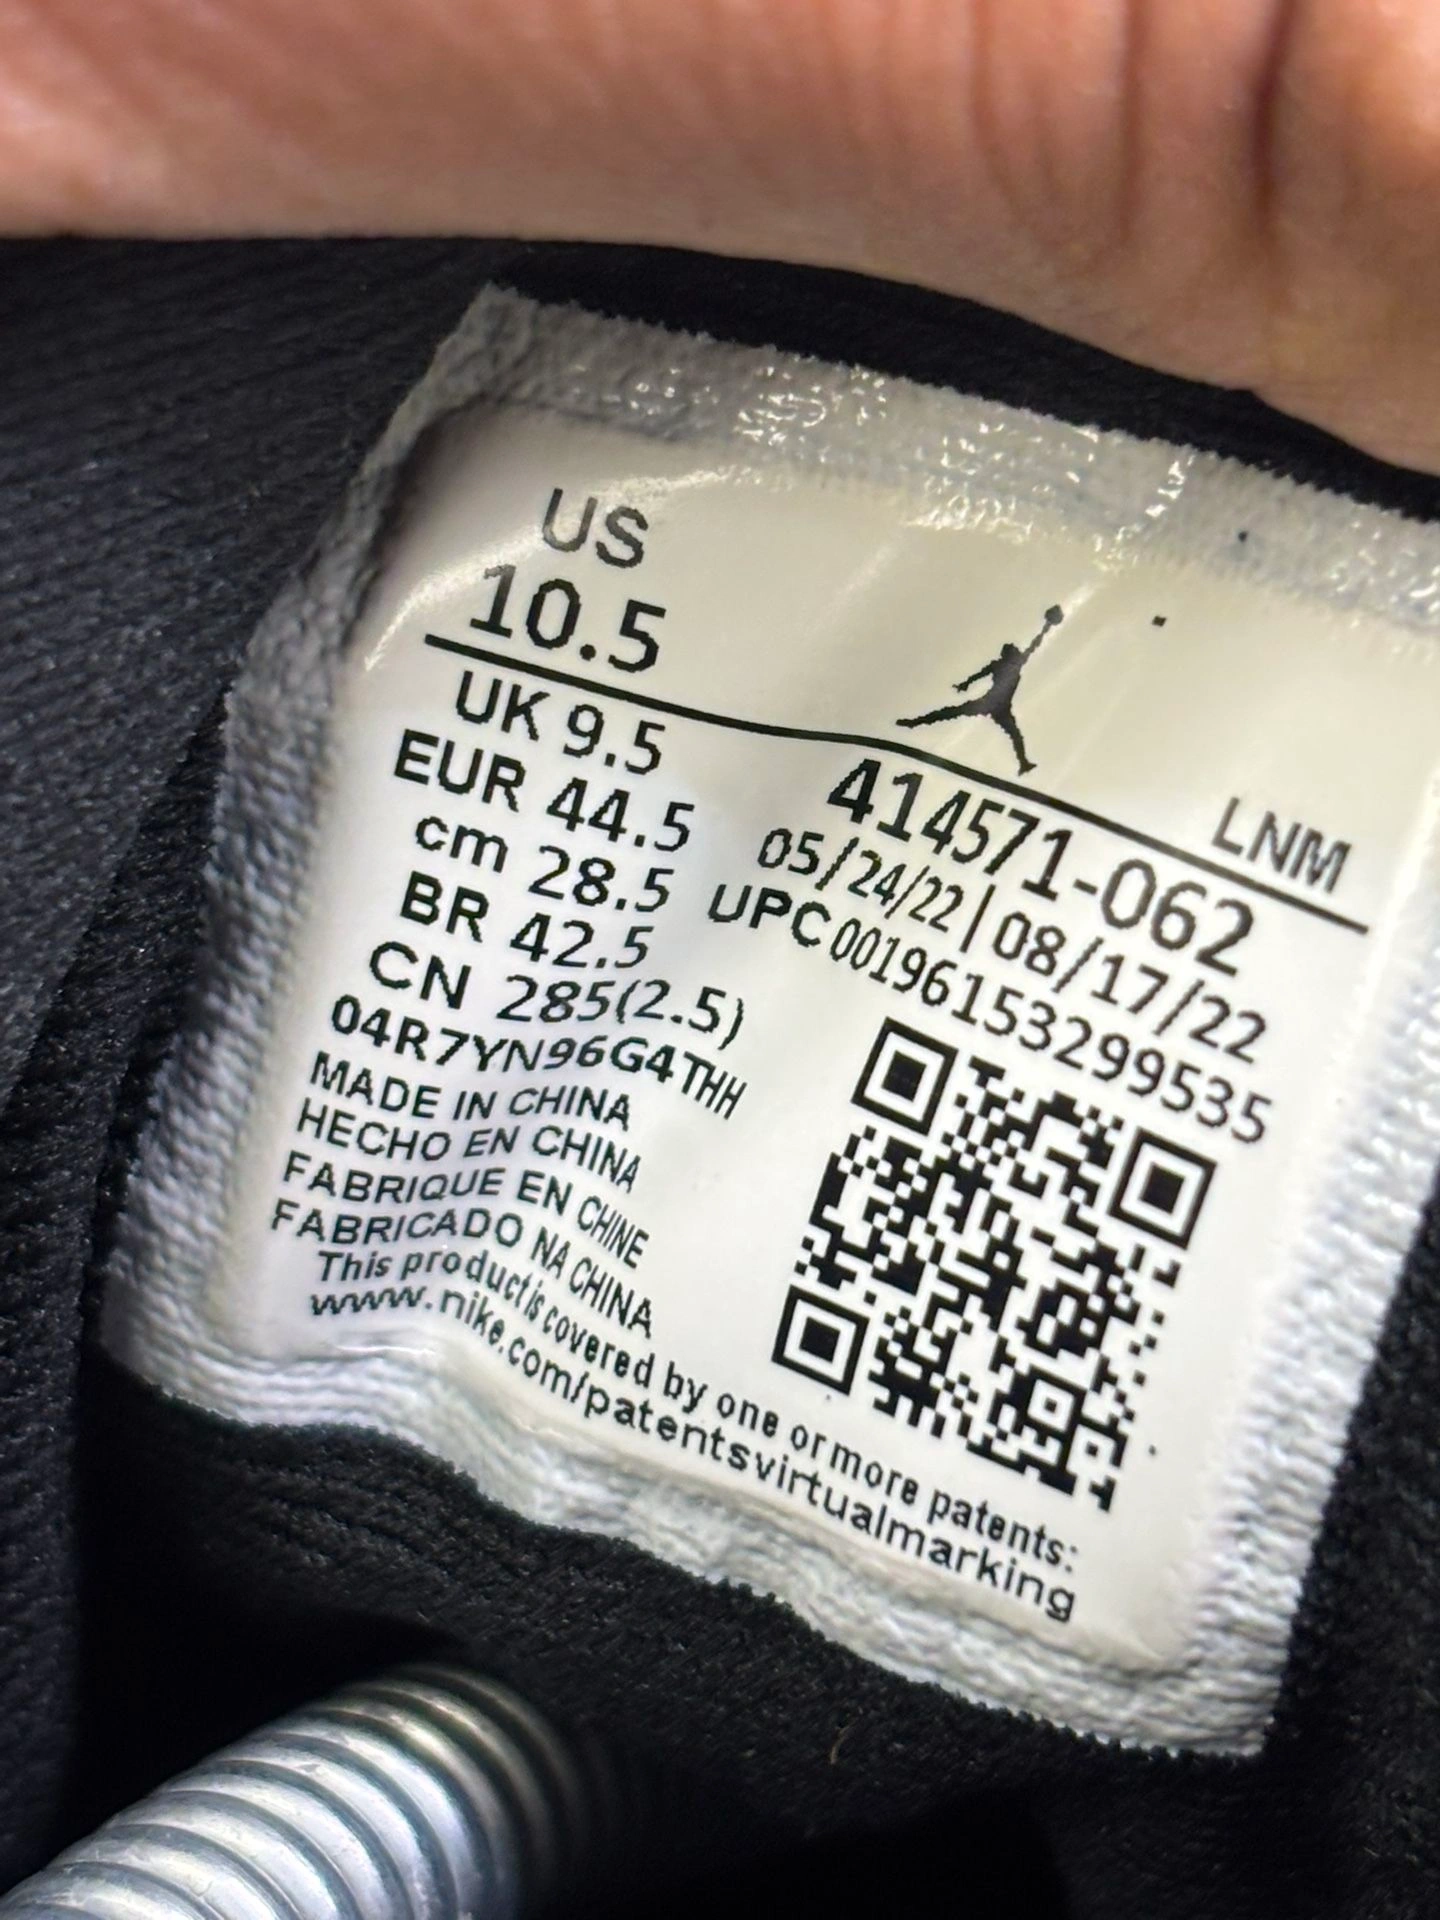 US
10.5
LNM
UK 9.5
EUR 44.5
cm 28.5
BR 42.5
CN 285(2.5)
04R7YN96G4THH
MADE IN CHINA
HECHO EN CHINA
FABRIQUE EN CHINE
FABRICADO NA CHINA
414571-062
05/24/22|08/17/22
UPC00196153299535
This product is covered by one or more patents:
www.nike.com/patentsvirtualmarking